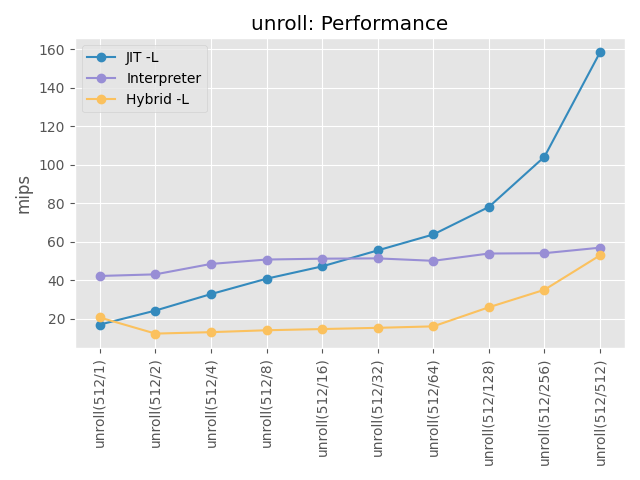 unroll: Performance
JIT -L
Interpreter
Hybrid -L
mips
160
140
120
100
80
60
40
20
unroll(512/1)
unroll(512/2)
unroll(512/4)
unroll(512/8)
unroll(512/16)
unroll(512/32)
unroll(512/64)
unroll(512/128)
unroll(512/256)
unroll(512/512)